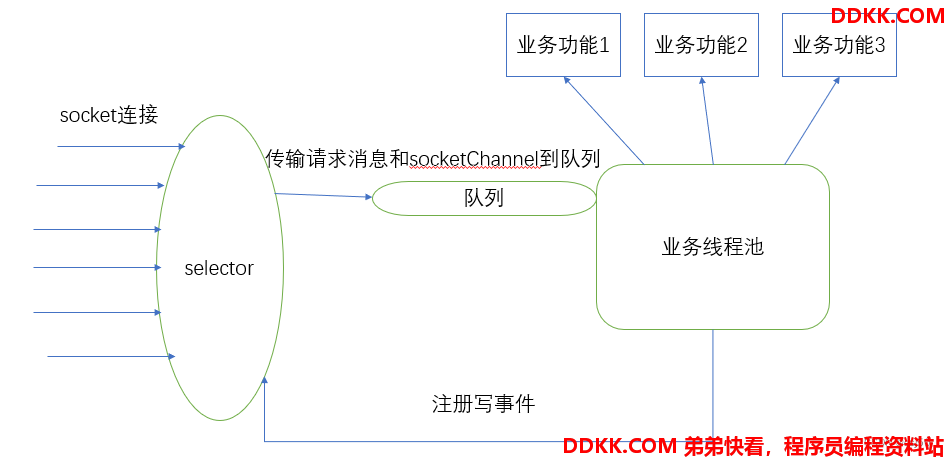 DDKK.COM
业务功能1
业务功能2
业务功能3
socket连接
传输请求消息和socketChannel到队列
队列
业务线程池
selector
注册写事件
DDKK.COM 弟弟快看，程序员编程资料站